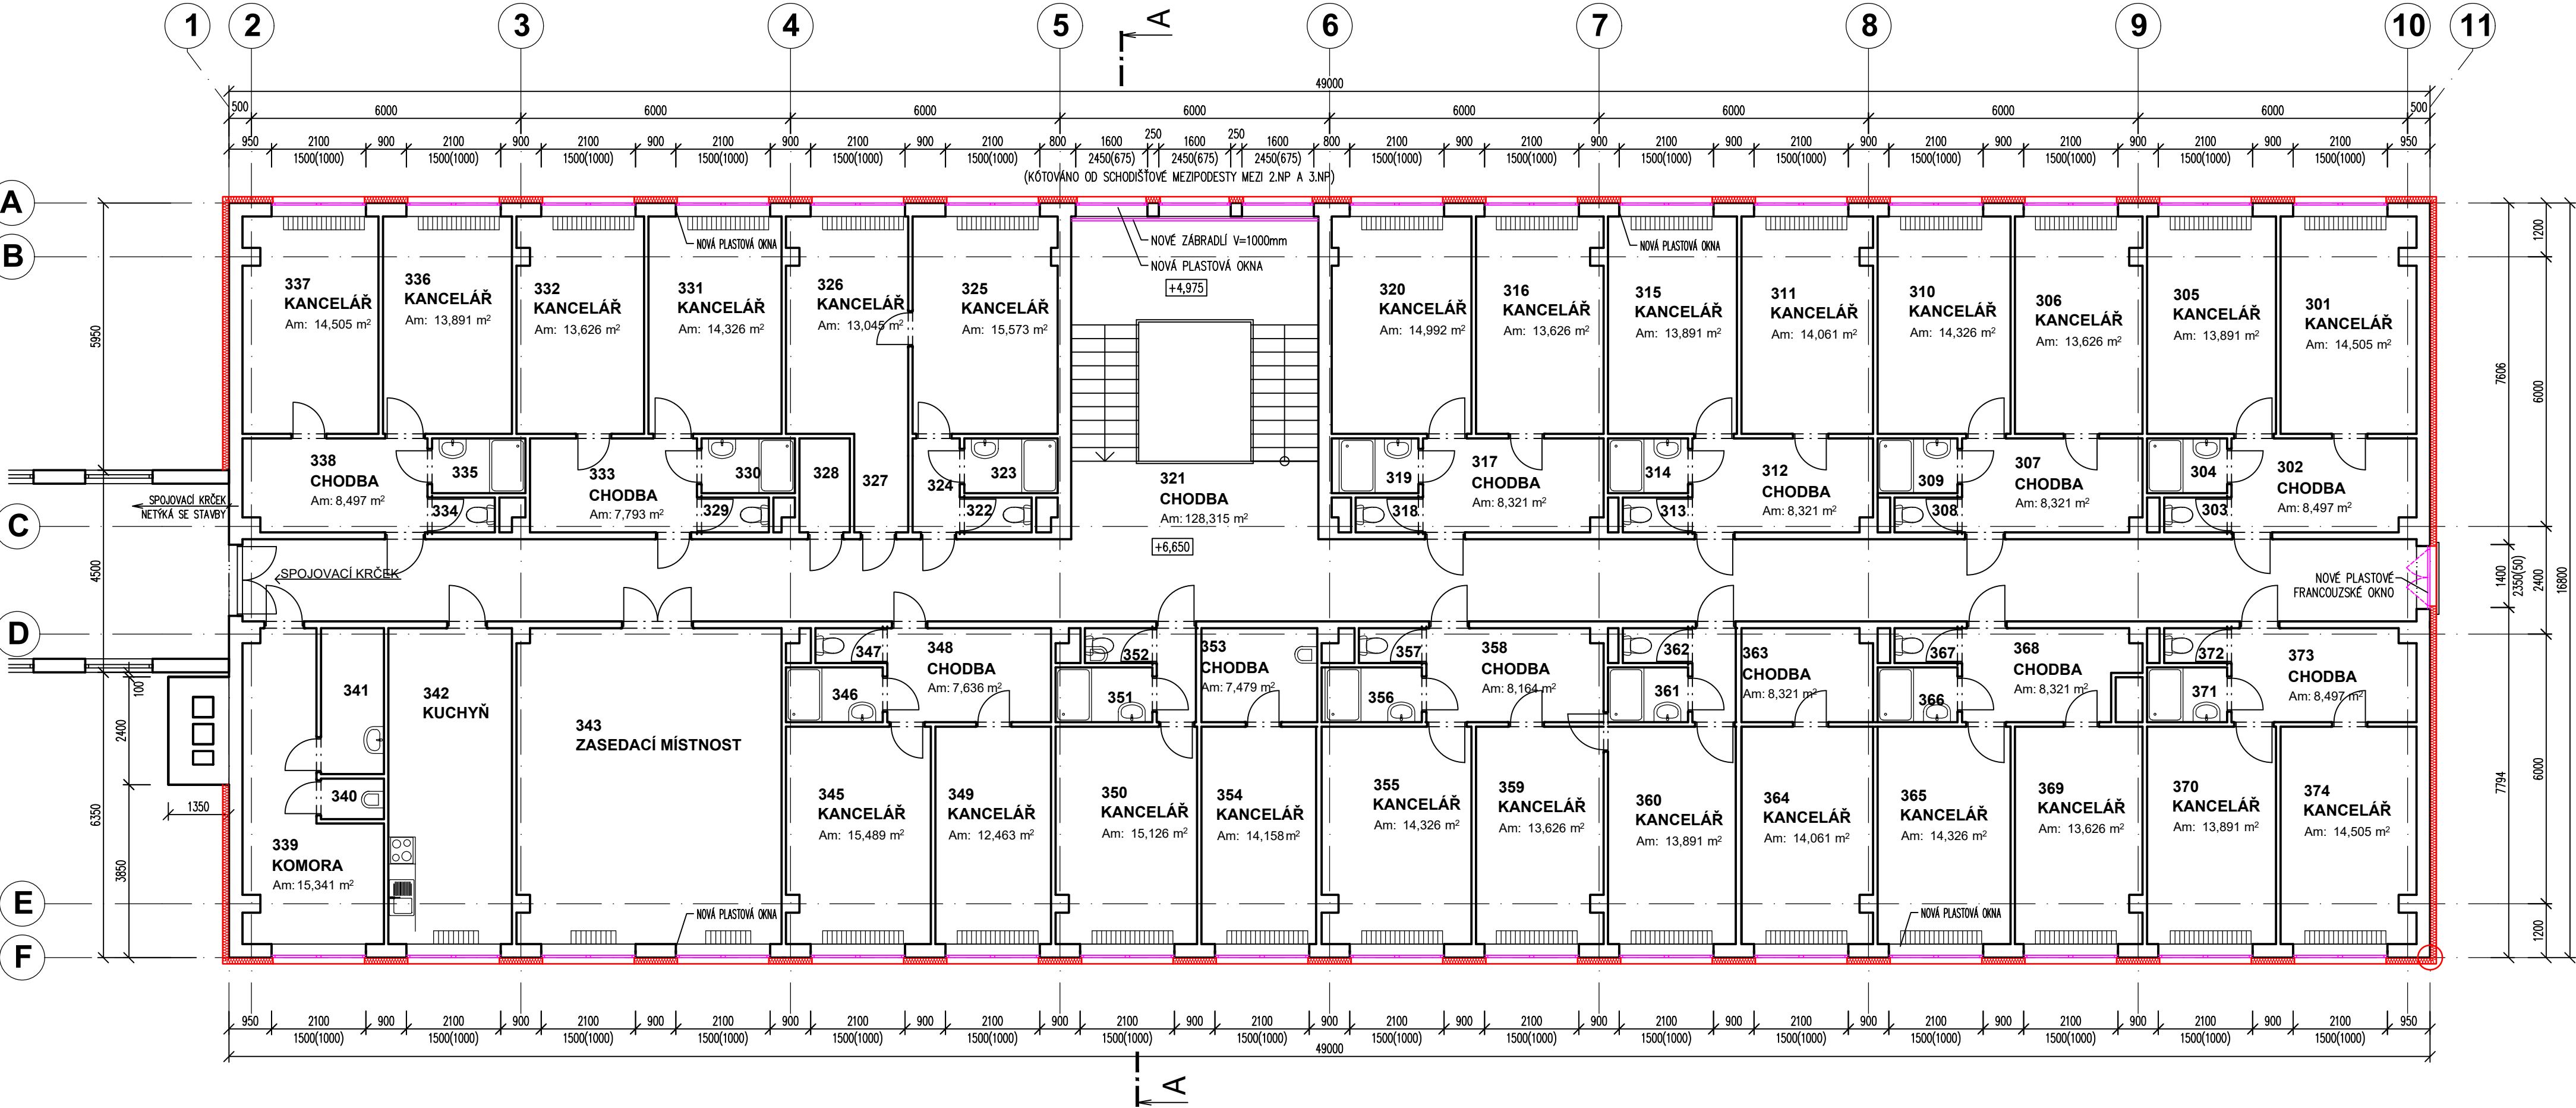 1 2 3 4 5 6 7 8 9 10 11
A
49000
500 6000 6000 6000 6000 6000 6000 6000 6000 500
950 2100 900 2100 900 2100 900 2100 900 2100 900 2100 800 1600 250 1600 250 1600 800 2100 900 2100 900 2100 900 2100 900 2100 900 2100 900 2100 900 2100 950
1500(1000) 1500(1000) 1500(1000) 1500(1000) 1500(1000) 1500(1000) 2450(675) 2450(675) 2450(675) 1500(1000) 1500(1000) 1500(1000) 1500(1000) 1500(1000) 1500(1000) 1500(1000) 1500(1000)
(KÓTOVÁNO OD SCHODIŠŤOVÉ MEZIPODESTY MEZI 2.NP A 3.NP)
A
B
C
D
E
F
5950
4500
6350
100
2400
3850
1350
NOVÁ PLASTOVÁ OKNA
NOVÉ ZÁBRADLÍ V=1000mm
NOVÁ PLASTOVÁ OKNA
+4,975
NOVÁ PLASTOVÁ OKNA
337
KANCELÁŘ
Am: 14,505 m²
336
KANCELÁŘ
Am: 13,891 m²
332
KANCELÁŘ
Am: 13,626 m²
331
KANCELÁŘ
Am: 14,326 m²
326
KANCELÁŘ
Am: 13,045 m²
325
KANCELÁŘ
Am: 15,573 m²
320
KANCELÁŘ
Am: 14,992 m²
316
KANCELÁŘ
Am: 13,626 m²
315
KANCELÁŘ
Am: 13,891 m²
311
KANCELÁŘ
Am: 14,061 m²
310
KANCELÁŘ
Am: 14,326 m²
306
KANCELÁŘ
Am: 13,626 m²
305
KANCELÁŘ
Am: 13,891 m²
301
KANCELÁŘ
Am: 14,505 m²
338
CHODBA
Am: 8,497 m²
335
334
333
CHODBA
Am: 7,793 m²
330
329
328
327
324
323
322
321
CHODBA
Am: 128,315 m²
+6,650
319
318
317
CHODBA
Am: 8,321 m²
314
313
312
CHODBA
Am: 8,321 m²
309
308
307
CHODBA
Am: 8,321 m²
304
303
302
CHODBA
Am: 8,497 m²
SPOJOVACÍ KRČEK
NETÝKÁ SE STAVBY
SPOJOVACÍ KRČEK
NOVÉ PLASTOVÉ
FRANCOUZSKÉ OKNO
341
340
339
KOMORA
Am: 15,341 m²
342
KUCHYŇ
343
ZASEDACÍ MÍSTNOST
347
346
348
CHODBA
Am: 7,636 m²
352
351
353
CHODBA
Am: 7,479 m²
357
356
358
CHODBA
Am: 8,164 m²
362
361
363
CHODBA
Am: 8,321 m²
367
366
368
CHODBA
Am: 8,321 m²
372
371
373
CHODBA
Am: 8,497 m²
345
KANCELÁŘ
Am: 15,489 m²
349
KANCELÁŘ
Am: 12,463 m²
350
KANCELÁŘ
Am: 15,126 m²
354
KANCELÁŘ
Am: 14,158 m²
355
KANCELÁŘ
Am: 14,326 m²
359
KANCELÁŘ
Am: 13,626 m²
360
KANCELÁŘ
Am: 13,891 m²
364
KANCELÁŘ
Am: 14,061 m²
365
KANCELÁŘ
Am: 14,326 m²
369
KANCELÁŘ
Am: 13,626 m²
370
KANCELÁŘ
Am: 13,891 m²
374
KANCELÁŘ
Am: 14,505 m²
NOVÁ PLASTOVÁ OKNA
NOVÁ PLASTOVÁ OKNA
7606
1400
2350(50)
7794
1200
6000
2400
6000
1200
16800
950 2100 900 2100 900 2100 900 2100 900 2100 900 2100 900 2100 900 2100 900 2100 900 2100 900 2100 900 2100 900 2100 900 2100 900 2100 900 2100 950
1500(1000) 1500(1000) 1500(1000) 1500(1000) 1500(1000) 1500(1000) 1500(1000) 1500(1000) 1500(1000) 1500(1000) 1500(1000) 1500(1000) 1500(1000) 1500(1000) 1500(1000) 1500(1000)
49000
A